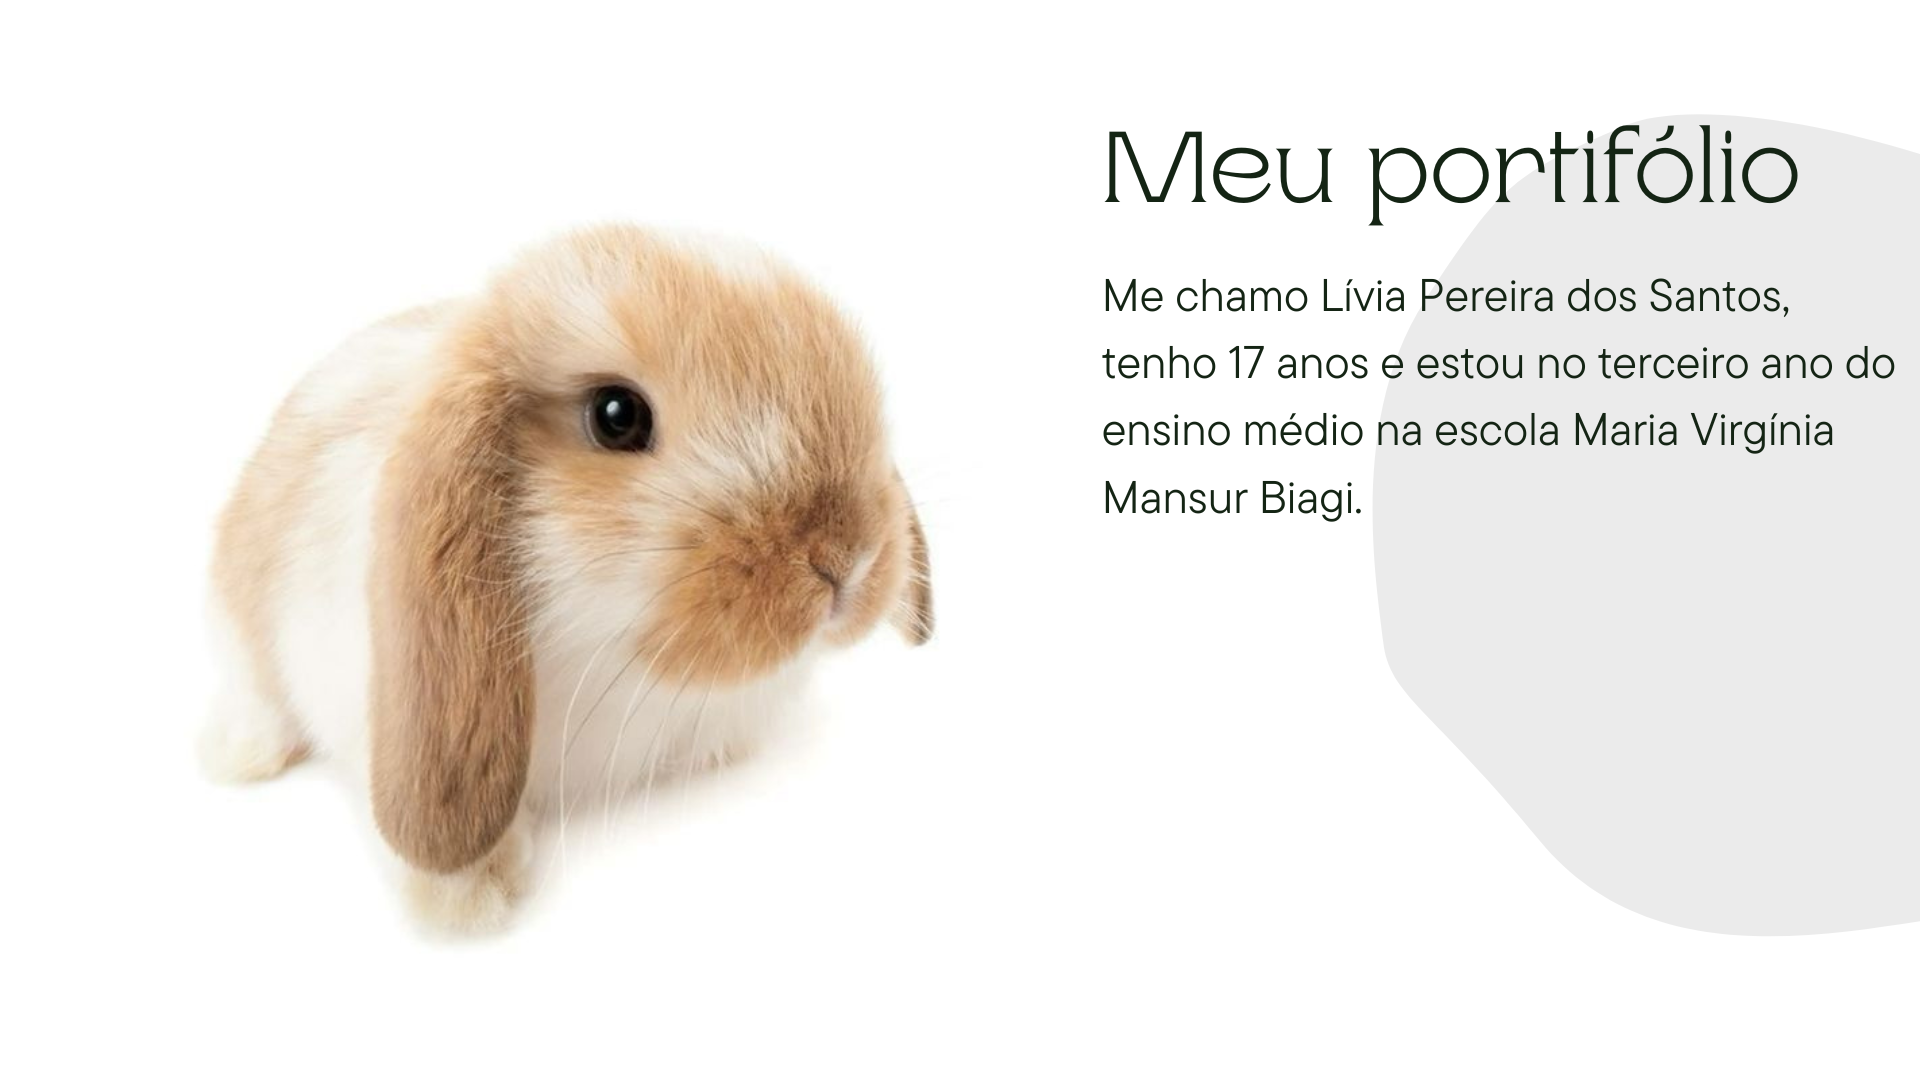 Meu portifólio
Me chamo Lívia Pereira dos Santos,
tenho 17 anos e estou no terceiro ano do
ensino médio na escola Maria Virgínia
Mansur Biagi.